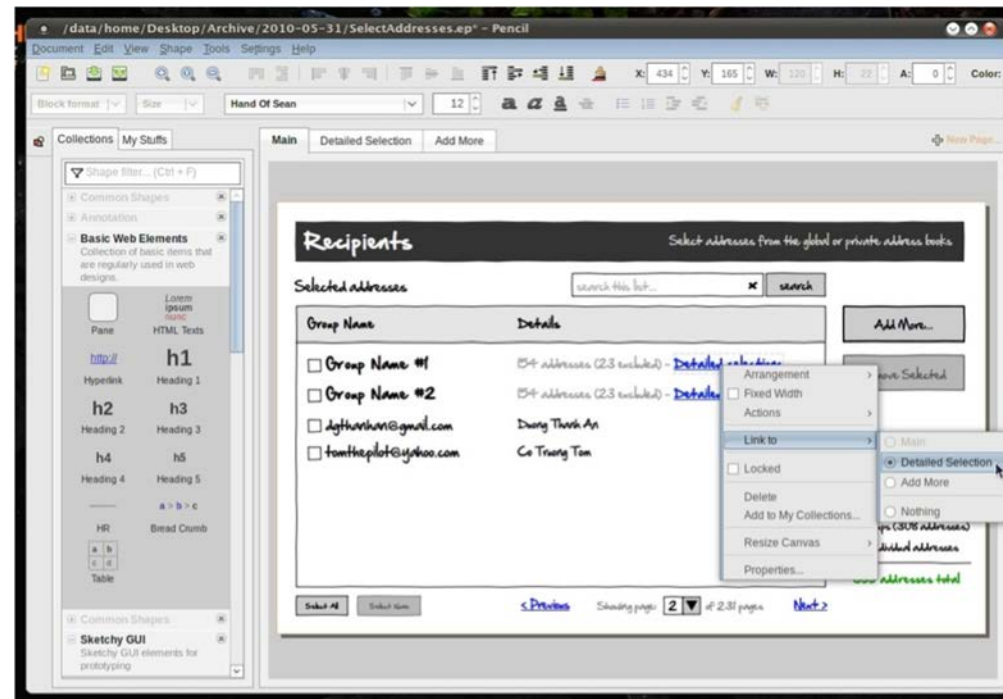 /data/home/Desktop/Archive/2010-05-31/SelectAddresses.ep* - Pencil
Document Edit View Shape Tools Settings Help
X: 434 Y: 165 W: 120 H: 22 A: 0 Color:
Block format Size Hand Of Sean 12 a a a a
Collections My Stuffs
Main Detailed Selection Add More New Page...
Shape filter... (Ctrl + F)
Common Shapes
Annotation
Basic Web Elements
Collection of basic items that
are regularly used in web
designs.
Lorem
ipsum
nunc
Pane HTML Texts
http:// h1
Hyperlink Heading 1
h2 h3
Heading 2 Heading 3
h4 h5
Heading 4 Heading 5
a > b > c
HR Bread Crumb
a b
c d
Table
Common Shapes
Sketchy GUI
Sketchy GUI elements for
prototyping
Recipients Select addresses from the global or private address books
Selected addresses search this list... search
Group Name Details Add More...
Group Name #1 154 addresses (23 excluded) - Detailed selections
Group Name #2 154 addresses (23 excluded) -
Selected
dgthanhan@gmail.com Duong Thanh An
tomthepilot@yahoo.com Co Truong Tom
Arrangement
Fixed Width
Actions
Link to
Locked
Delete
Add to My Collections...
Resize Canvas
Properties...
Main
Detailed Selection
Add More
Nothing
(308 addresses)
addresses
addresses total
Select All Select None < Previous Showing page: 2 of 231 pages Next >